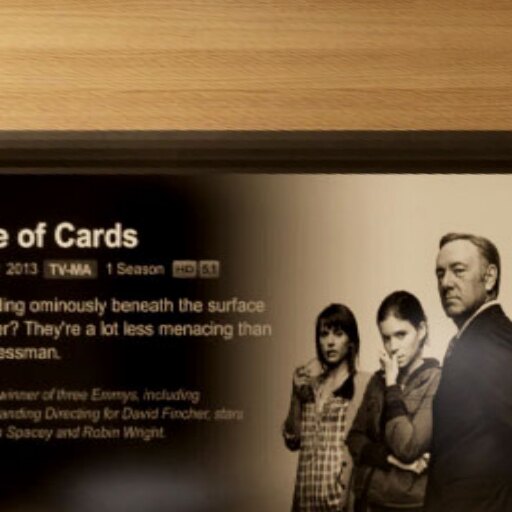 e of Cards
2013 TV-MA 1 Season HD 5.1
ling ominously beneath the surface
er? They're a lot less menacing than
essman.
winner of three Emmys, including
anding Directing for David Fincher, stars
Spacey and Robin Wright.